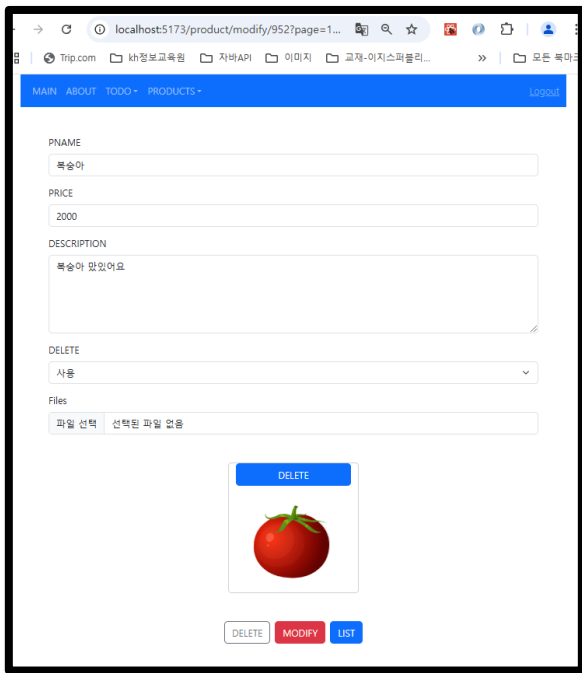 localhost:5173/product/modify/952?page=1...
Trip.com kh정보교육원 자바API 이미지 교재-이지스퍼블리... » 모든 북마크
MAIN ABOUT TODO PRODUCTS Logout
PNAME
복숭아
PRICE
2000
DESCRIPTION
복숭아 맜있어요
DELETE
사용
Files
파일 선택 선택된 파일 없음
DELETE
DELETE MODIFY LIST